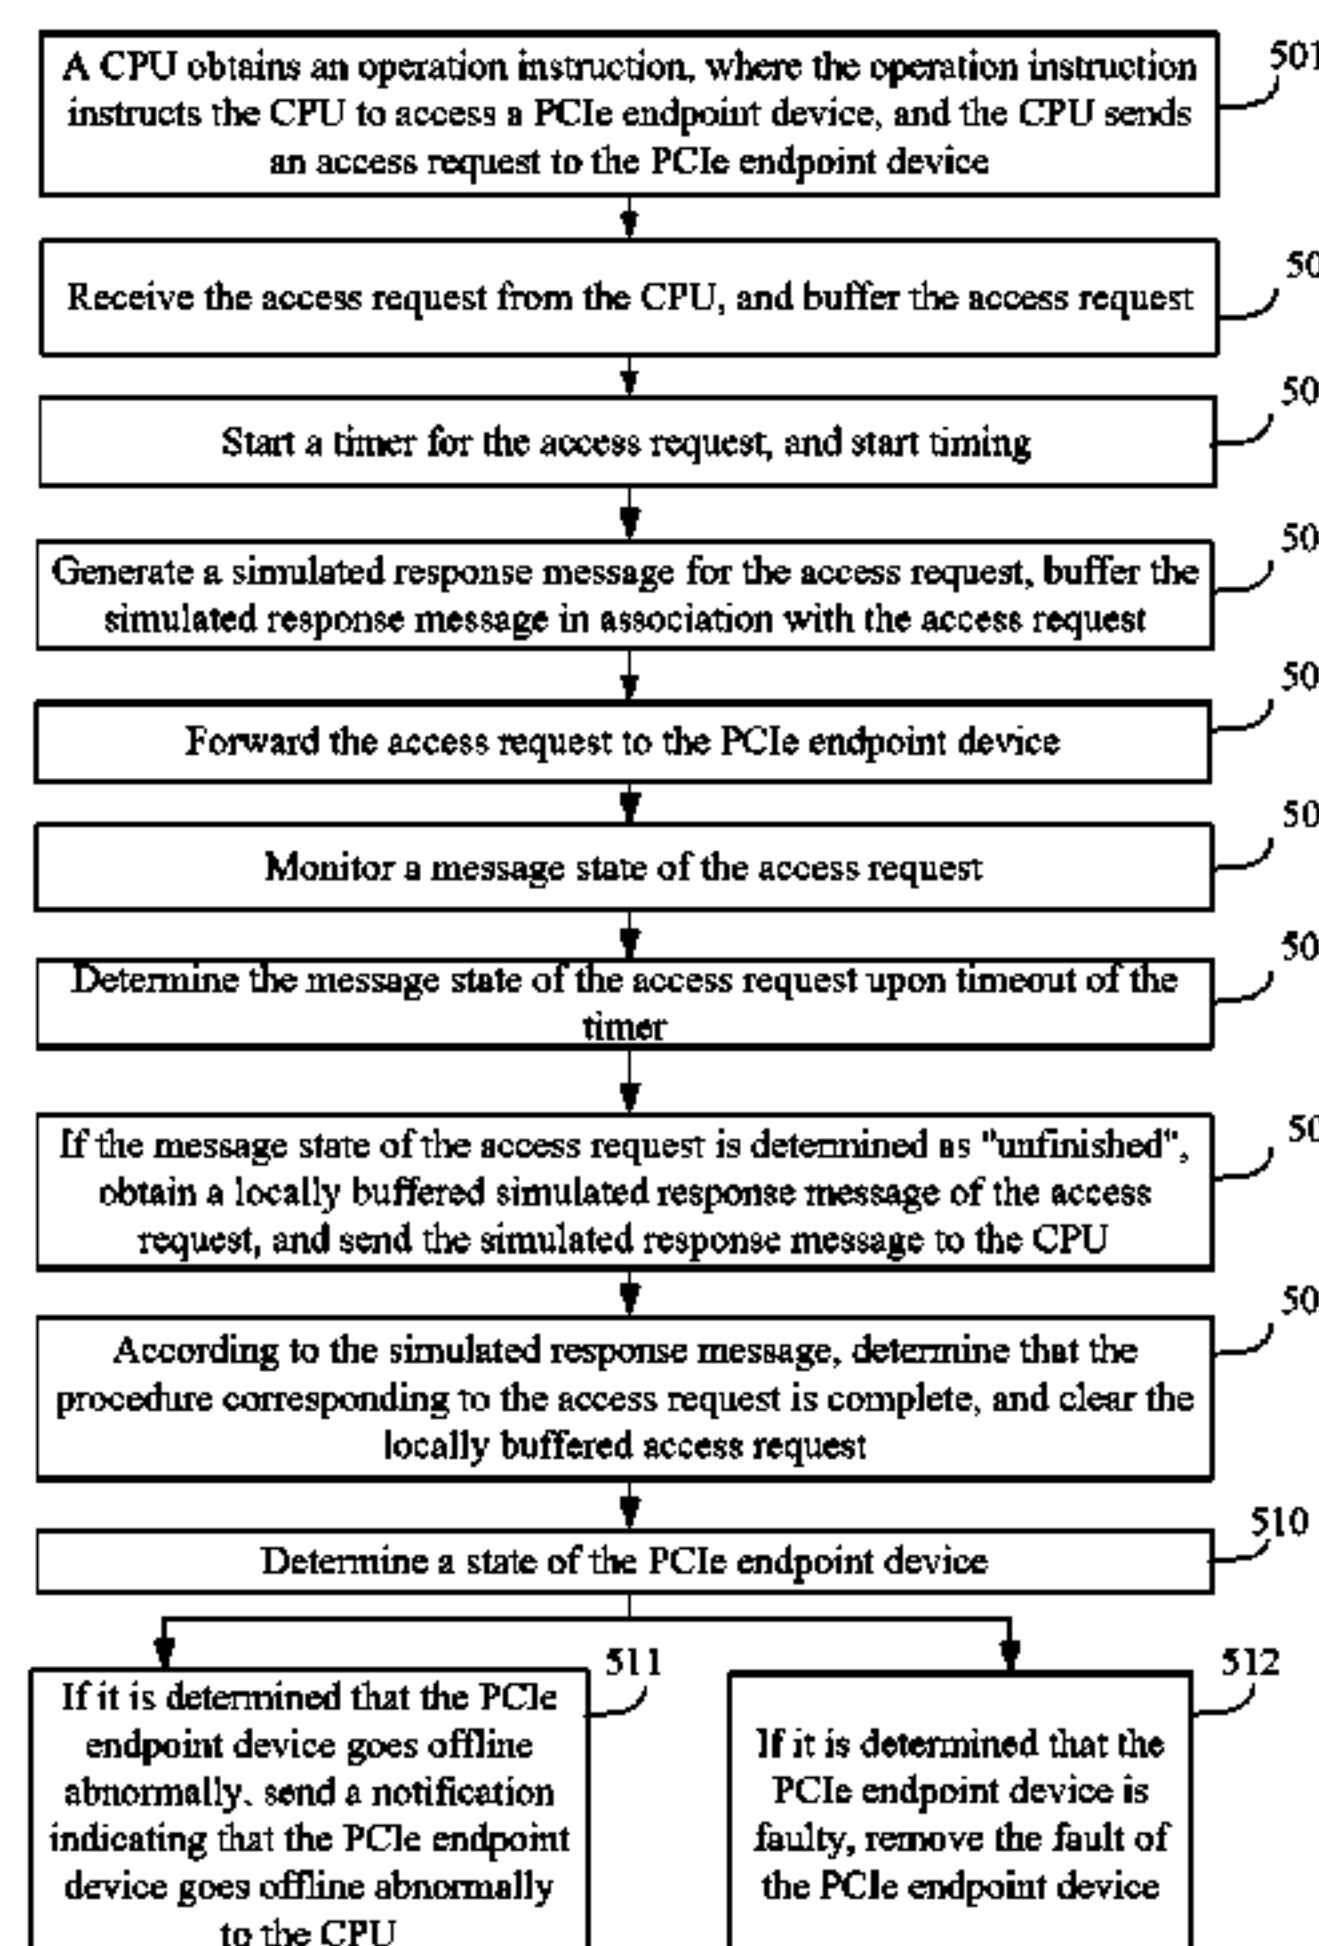 A CPU obtains an operation instruction, where the operation instruction
instructs the CPU to access a PCIe endpoint device, and the CPU sends
an access request to the PCIe endpoint device
501
Receive the access request from the CPU, and buffer the access request
50
Start a timer for the access request, and start timing
50
Generate a simulated response message for the access request, buffer the
simulated response message in association with the access request
50
Forward the access request to the PCIe endpoint device
50
Monitor a message state of the access request
50
Determine the message state of the access request upon timeout of the
timer
50
If the message state of the access request is determined as "unfinished",
obtain a locally buffered simulated response message of the access
request, and send the simulated response message to the CPU
50
According to the simulated response message, determine that the
procedure corresponding to the access request is complete, and clear the
locally buffered access request
50
Determine a state of the PCIe endpoint device
510
If it is determined that the PCIe
endpoint device goes offline
abnormally, send a notification
indicating that the PCIe endpoint
device goes offline abnormally
to the CPU
511
If it is determined that the
PCIe endpoint device is
faulty, remove the fault of
the PCIe endpoint device
512